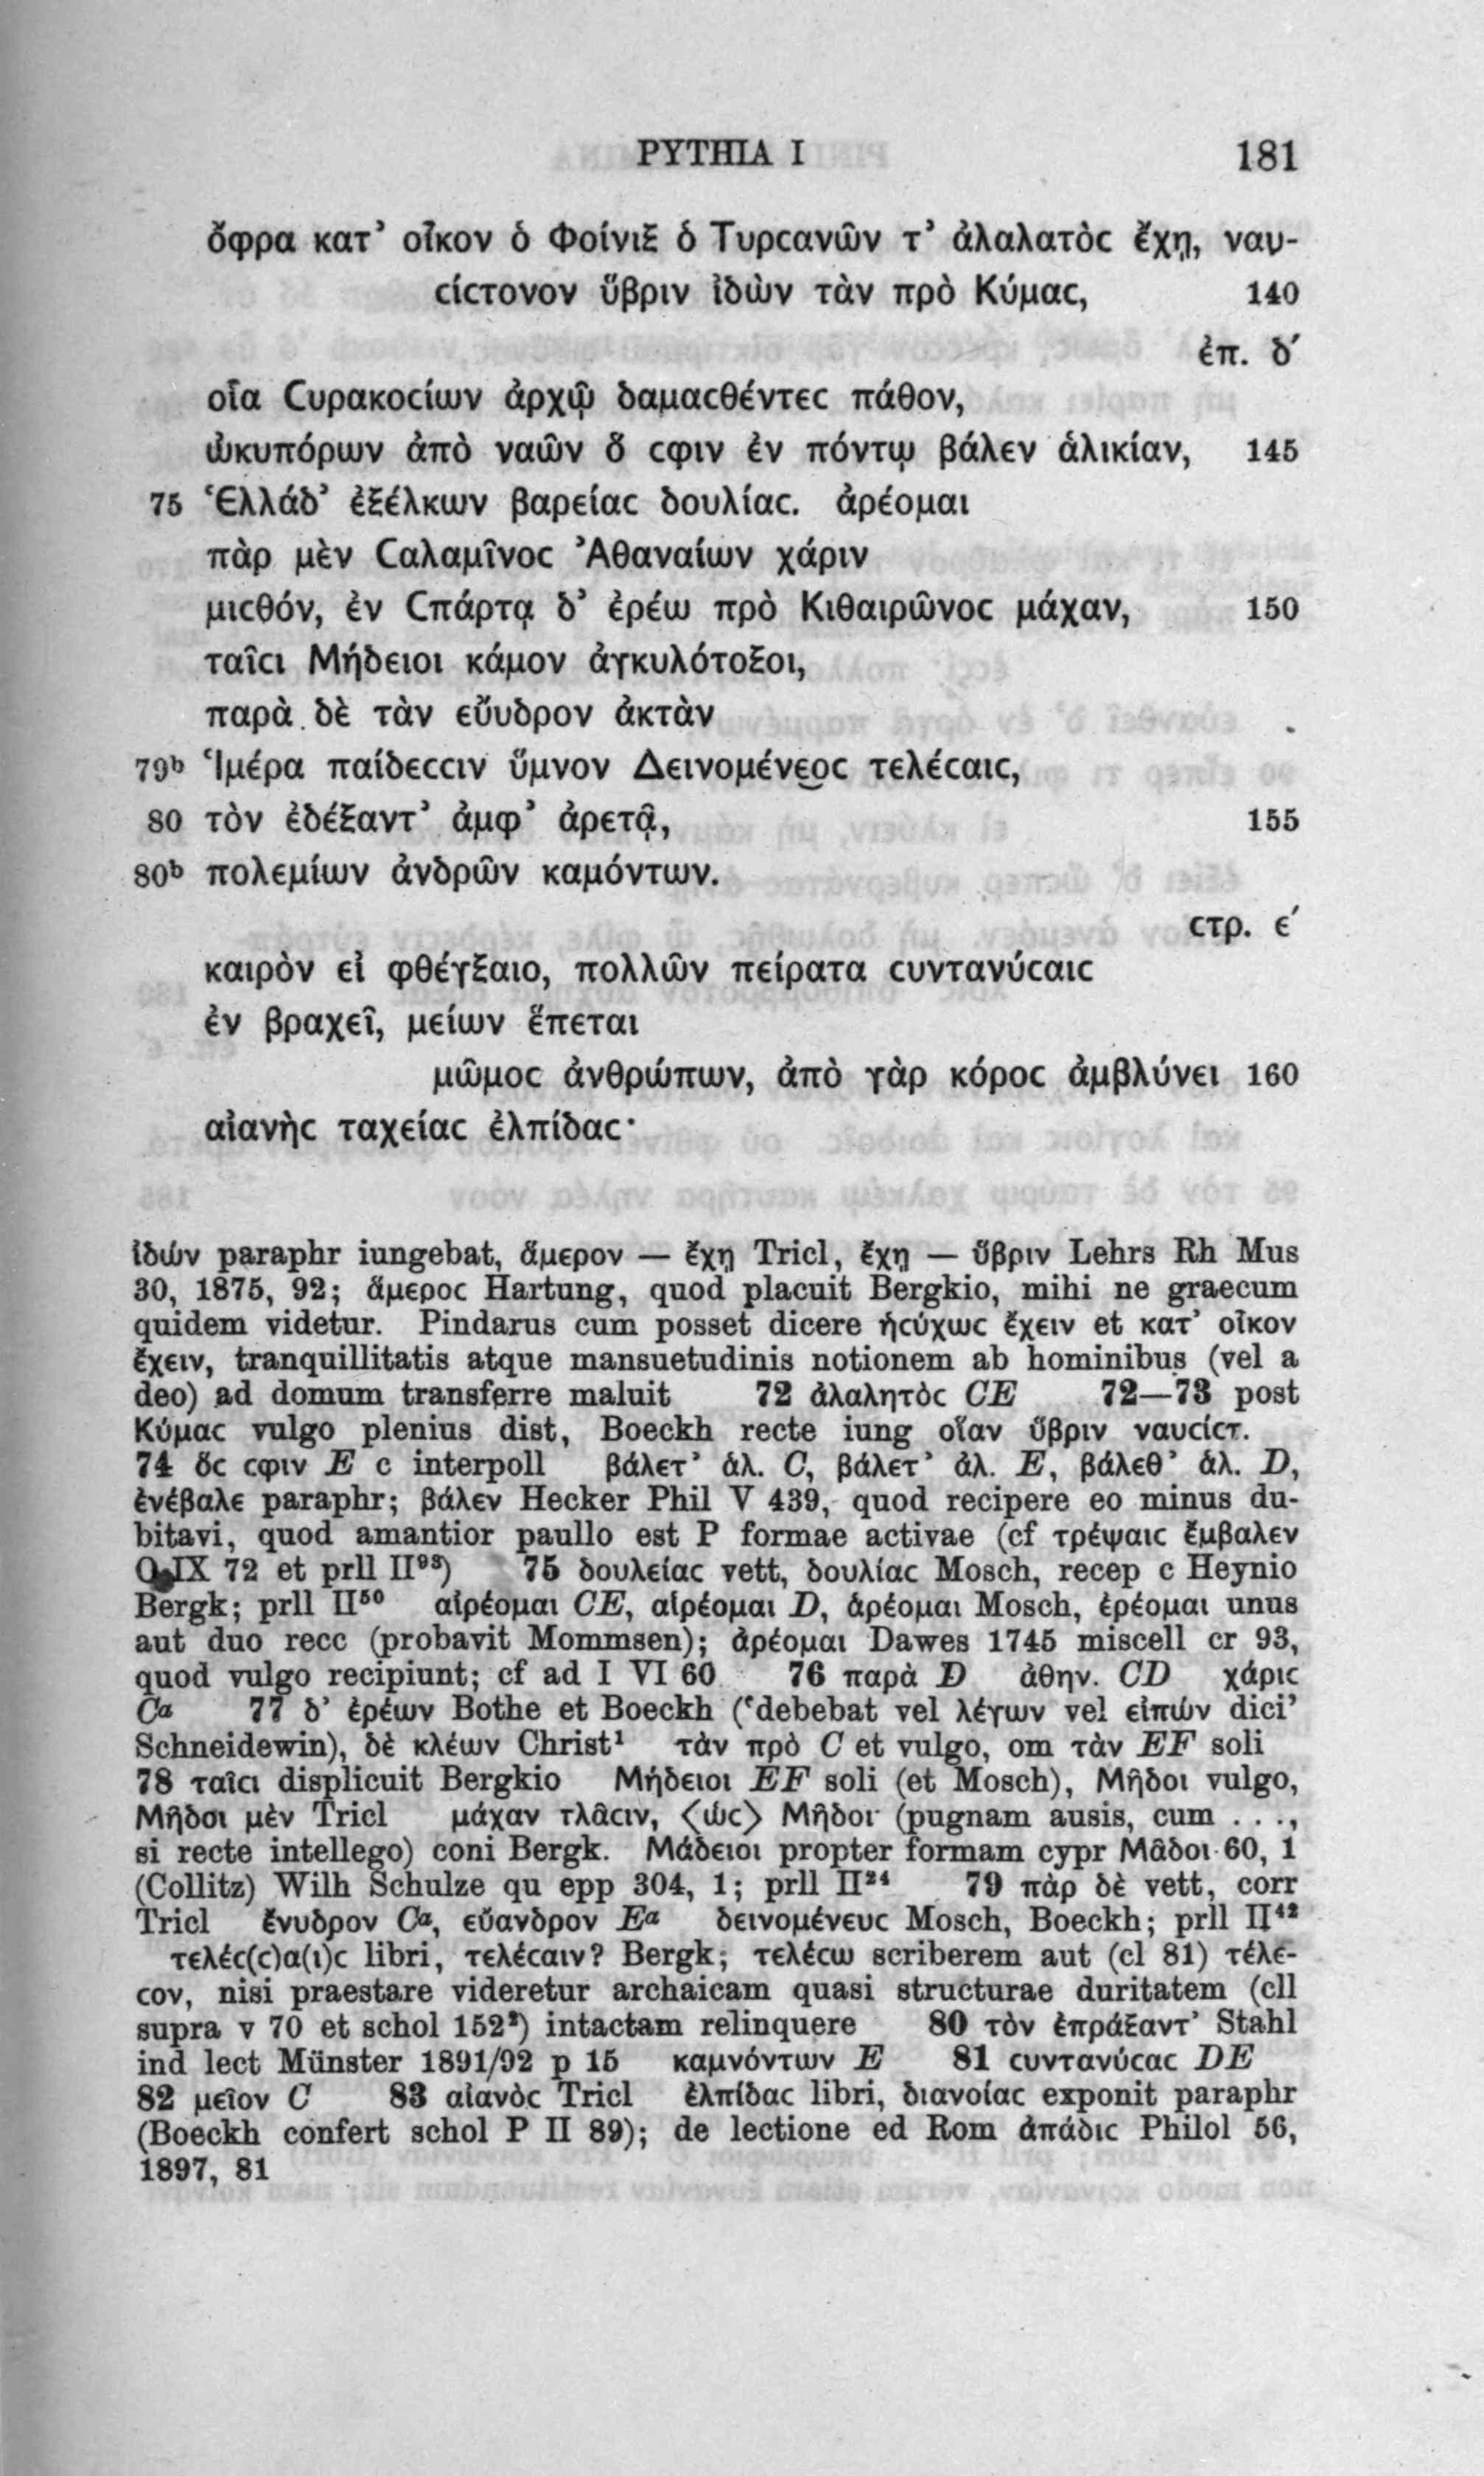 PYTHIA I 181
ὄφρα κατ’ οἶκον ὁ Φοίνιξ ὁ Τυρϲανῶν τ’ ἀλαλατὸϲ ἔχῃ, ναυ-
ϲίϲτονον ὕβριν ἰδὼν τὰν πρὸ Κύμαϲ, 140
ἐπ. δ′
οἷα Ϲυρακοϲίων ἀρχῷ δαμαϲθέντεϲ πάθον,
ὠκυπόρων ἀπὸ ναῶν ὅ ϲφιν ἐν πόντῳ βάλεν ἁλικίαν, 145
75 Ἑλλάδ’ ἐξέλκων βαρείαϲ δουλίαϲ. ἀρέομαι
πὰρ μὲν Ϲαλαμῖνοϲ Ἀθαναίων χάριν
μιϲθόν, ἐν Ϲπάρτᾳ δ’ ἐρέω πρὸ Κιθαιρῶνοϲ μάχαν, 150
ταῖϲι Μήδειοι κάμον ἀγκυλότοξοι,
παρὰ δὲ τὰν εὔυδρον ἀκτὰν
79ᵇ Ἱμέρα παίδεϲϲιν ὕμνον Δεινομένε͜οϲ τελέϲαιϲ,
80 τὸν ἐδέξαντ’ ἀμφ’ ἀρετᾷ, 155
80ᵇ πολεμίων ἀνδρῶν καμόντων.
ϲτρ. ε′
καιρὸν εἰ φθέγξαιο, πολλῶν πείρατα ϲυντανύϲαιϲ
ἐν βραχεῖ, μείων ἕπεται
μῶμοϲ ἀνθρώπων, ἀπὸ γὰρ κόροϲ ἀμβλύνει 160
αἰανὴϲ ταχείαϲ ἐλπίδαϲ·
ἰδών paraphr iungebat, ἅμερον — ἔχῃ Tricl, ἔχῃ — ὕβριν Lehrs Rh Mus
30, 1875, 92; ἅμεροϲ Hartung, quod placuit Bergkio, mihi ne graecum
quidem videtur. Pindarus cum posset dicere ἡϲύχωϲ ἔχειν et κατ’ οἶκον
ἔχειν, tranquillitatis atque mansuetudinis notionem ab hominibus (vel a
deo) ad domum transferre maluit 72 ἀλαλητὸϲ CE 72—73 post
Κύμαϲ vulgo plenius dist, Boeckh recte iung οἵαν ὕβριν ναυϲίϲτ.
74 ὅϲ ϲφιν E c interpoll βάλετ’ ἁλ. C, βάλετ’ ἀλ. E, βάλεθ’ ἁλ. D,
ἐνέβαλε paraphr; βάλεν Hecker Phil V 439, quod recipere eo minus du-
bitavi, quod amantior paullo est P formae activae (cf τρέψαιϲ ἔμβαλεν
O IX 72 et prll II⁹³) 75 δουλείαϲ vett, δουλίαϲ Mosch, recep c Heynio
Bergk; prll II⁵⁰ αἰρέομαι CE, αἱρέομαι D, ἀρέομαι Mosch, ἐρέομαι unus
aut duo recc (probavit Mommsen); ἀρέομαι Dawes 1745 miscell cr 93,
quod vulgo recipiunt; cf ad I VI 60 76 παρὰ D ἀθην. CD χάριϲ
Cᵃ 77 δ’ ἐρέων Bothe et Boeckh (‘debebat vel λέγων vel εἰπών dici’
Schneidewin), δὲ κλέων Christ¹ τὰν πρὸ C et vulgo, om τὰν EF soli
78 ταῖϲι displicuit Bergkio Μήδειοι EF soli (et Mosch), Μῆδοι vulgo,
Μῆδοι μὲν Tricl μάχαν τλᾶϲιν, ⟨ὡϲ⟩ Μῆδοι (pugnam ausis, cum . . .,
si recte intellego) coni Bergk. Μάδειοι propter formam cypr Μᾶδοι 60, 1
(Collitz) Wilh Schulze qu epp 304, 1; prll II²⁴ 79 πὰρ δὲ vett, corr
Tricl ἔνυδρον Cᵃ, εὔανδρον Eᵃ δεινομένευϲ Mosch, Boeckh; prll II⁴²
τελέϲ(ϲ)α(ι)ϲ libri, τελέϲαιν? Bergk; τελέϲω scriberem aut (cl 81) τέλε-
ϲον, nisi praestare videretur archaicam quasi structurae duritatem (cll
supra v 70 et schol 152²) intactam relinquere 80 τὸν ἐπράξαντ’ Stahl
ind lect Münster 1891/92 p 15 καμνόντων E 81 ϲυντανύϲαϲ DE
82 μεῖον C 83 αἰανὸϲ Tricl ἐλπίδαϲ libri, διανοίαϲ exponit paraphr
(Boeckh confert schol P II 89); de lectione ed Rom ἀπάδιϲ Philol 56,
1897, 81